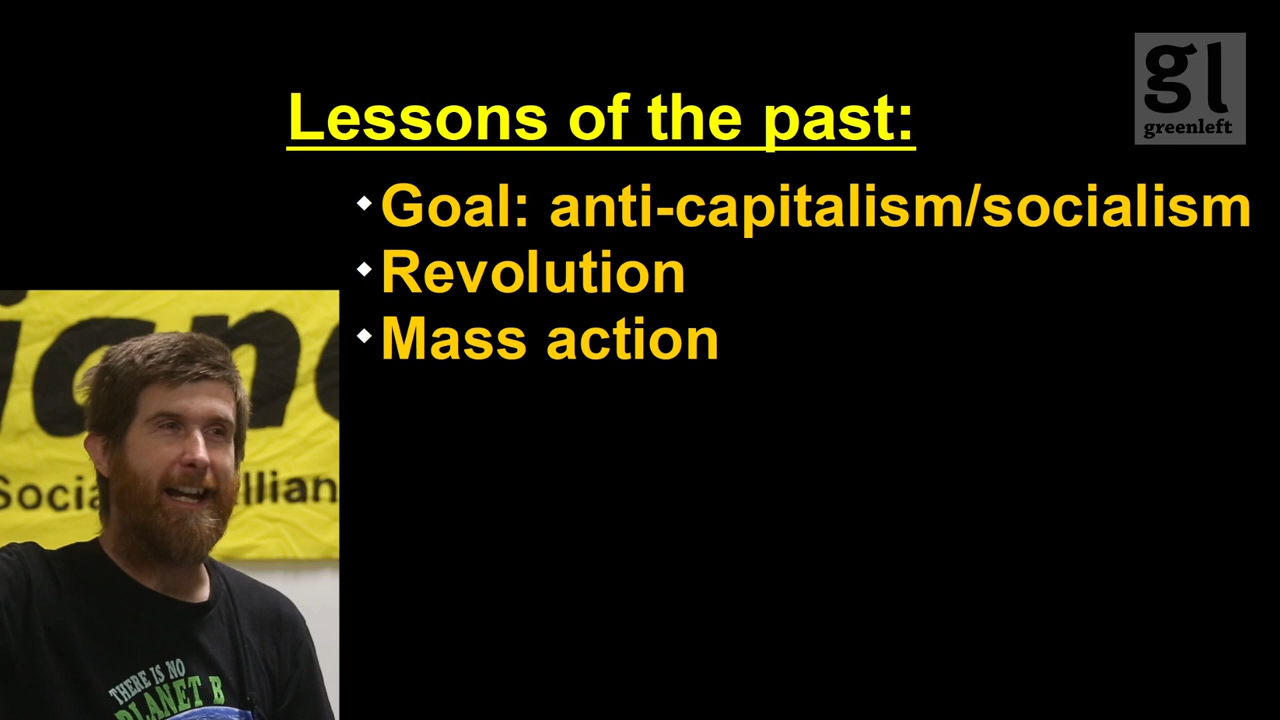 gl
greenleft
Lessons of the past:
Goal: anti-capitalism/socialism
Revolution
Mass action
THERE IS NO
PLANET B